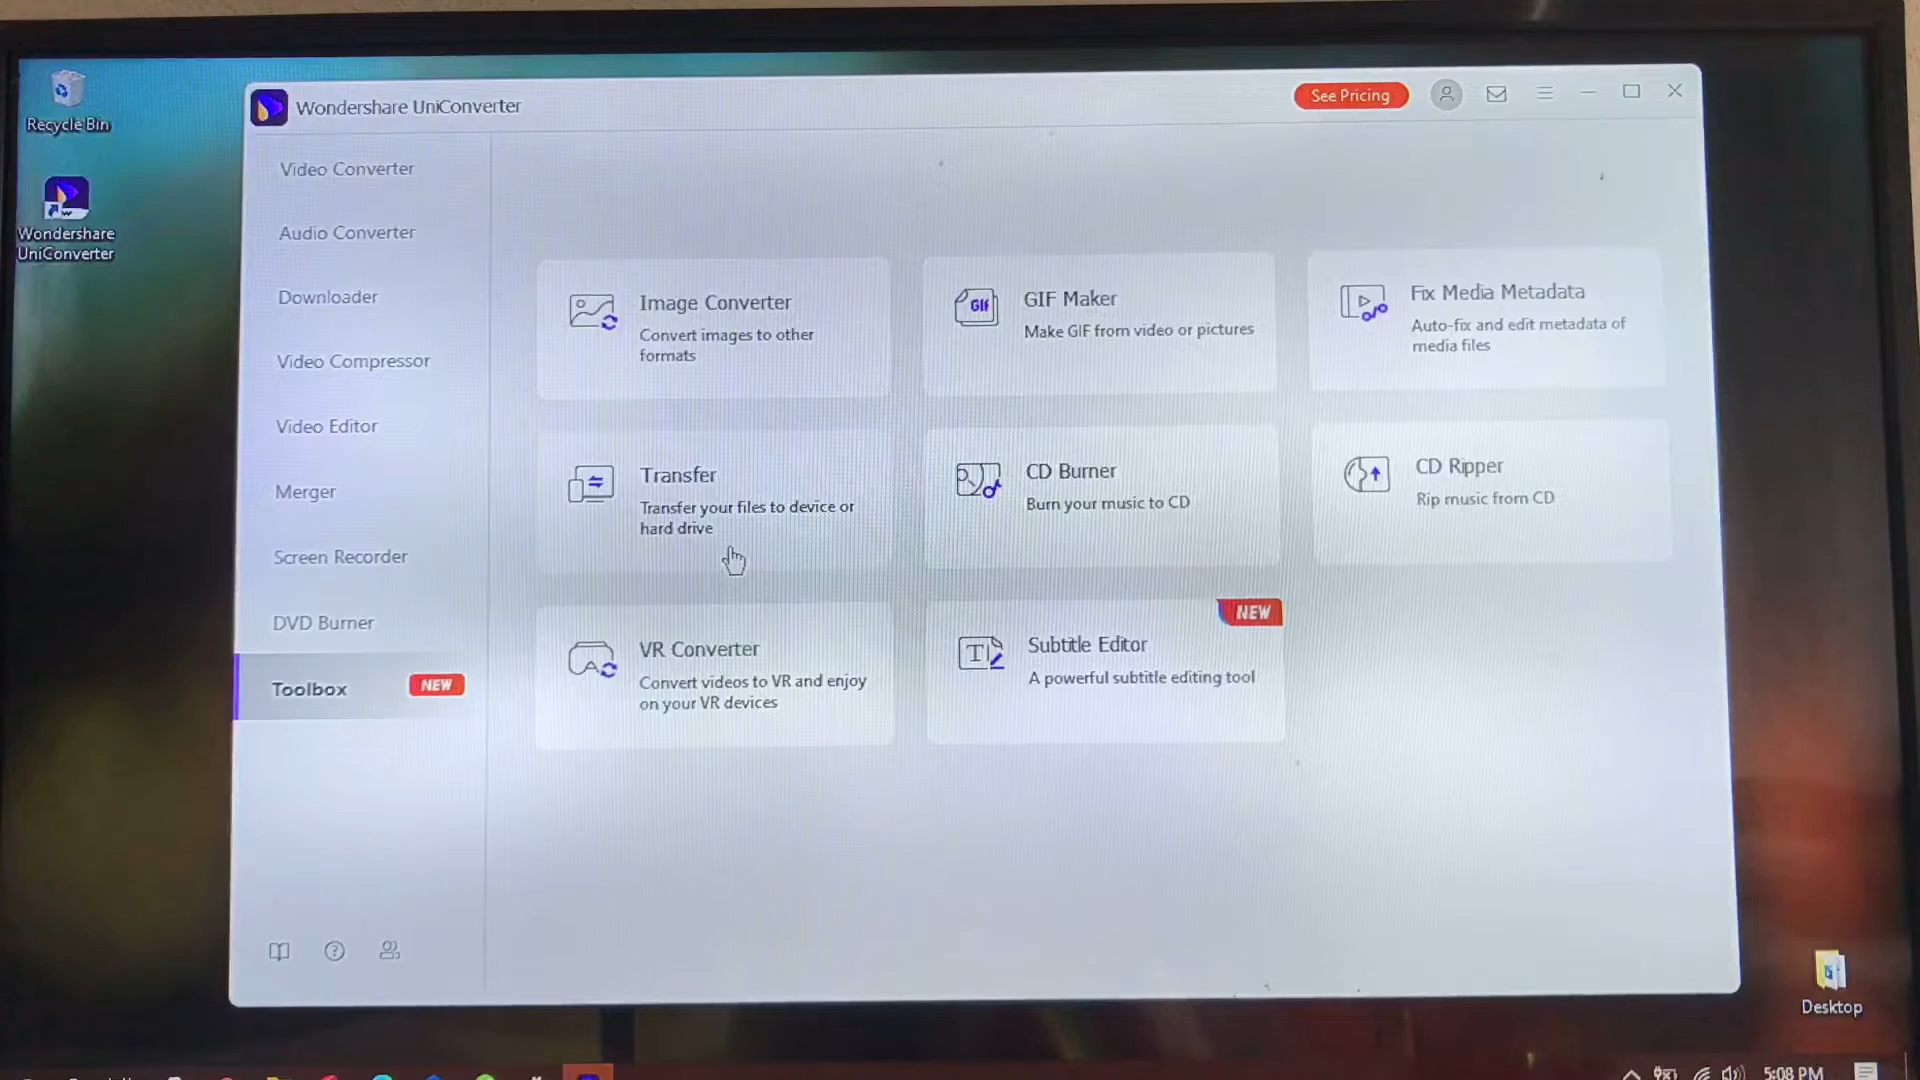 Recycle Bin
Wondershare
UniConverter
Wondershare UniConverter
See Pricing
Video Converter
Audio Converter
Downloader
Video Compressor
Video Editor
Merger
Screen Recorder
DVD Burner
Toolbox
NEW
Image Converter
Convert images to other
formats
GIF
GIF Maker
Make GIF from video or pictures
Fix Media Metadata
Auto-fix and edit metadata of
media files
Transfer
Transfer your files to device or
hard drive
CD Burner
Burn your music to CD
CD Ripper
Rip music from CD
VR Converter
Convert videos to VR and enjoy
on your VR devices
NEW
Subtitle Editor
A powerful subtitle editing tool
Desktop
5:08 PM